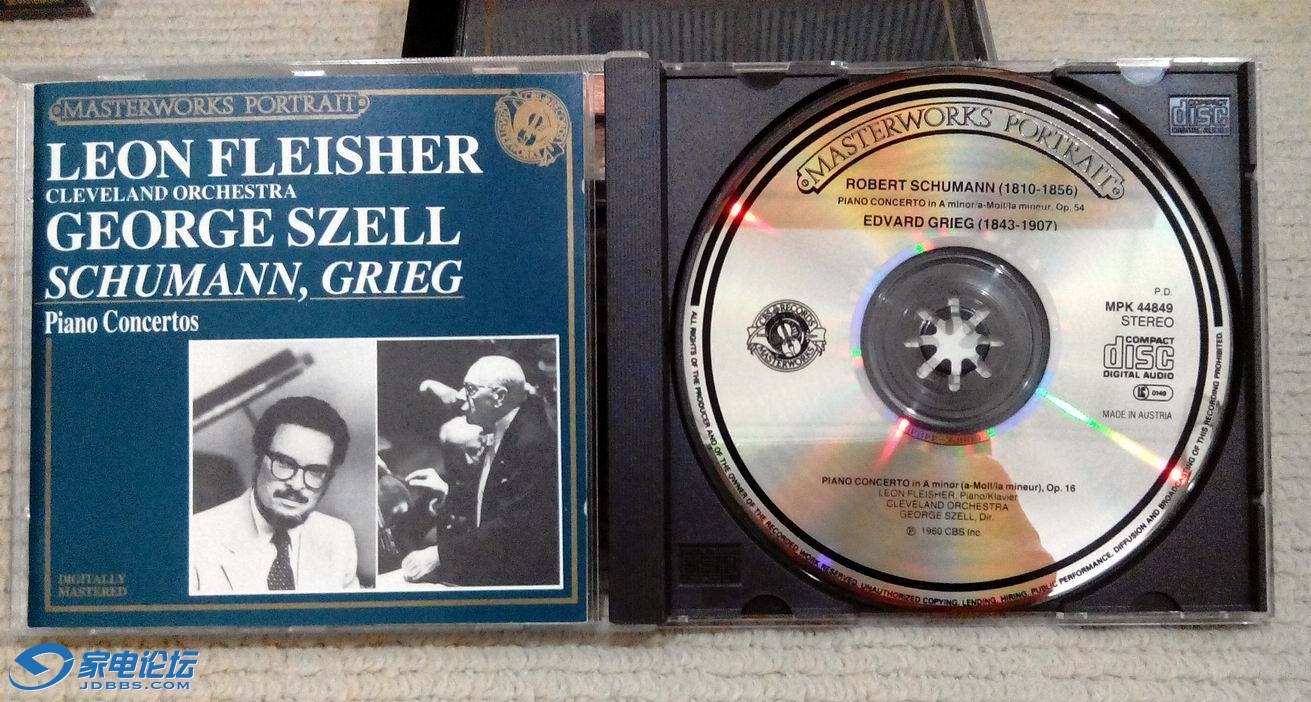 MASTERWORKS PORTRAIT
LEON FLEISHER
CLEVELAND ORCHESTRA
GEORGE SZELL
SCHUMANN, GRIEG
Piano Concertos
DIGITALLY
MASTERED
MASTERWORKS PORTRAIT
ROBERT SCHUMANN (1810-1856)
PIANO CONCERTO in A minor/a-Moll/la mineur, Op. 54
EDVARD GRIEG (1843-1907)
P.D.
MPK 44849
STEREO
COMPACT
disc
DIGITAL AUDIO
0149
MADE IN AUSTRIA
CBS RECORDS
MASTERWORKS
PIANO CONCERTO in A minor (a-Moll/la mineur), Op. 16
LEON FLEISHER, Piano/Klavier
CLEVELAND ORCHESTRA
GEORGE SZELL, Dir.
℗ 1960 CBS Inc.
ALL RIGHTS OF THE PRODUCER AND OF THE OWNER OF THE RECORDED WORK RESERVED. UNAUTHORIZED COPYING, LENDING, HIRING, PUBLIC PERFORMANCE, DIFFUSION AND BROADCASTING OF THIS RECORDING PROHIBITED.
COMPACT
disc
家电论坛
JDBBS.COM